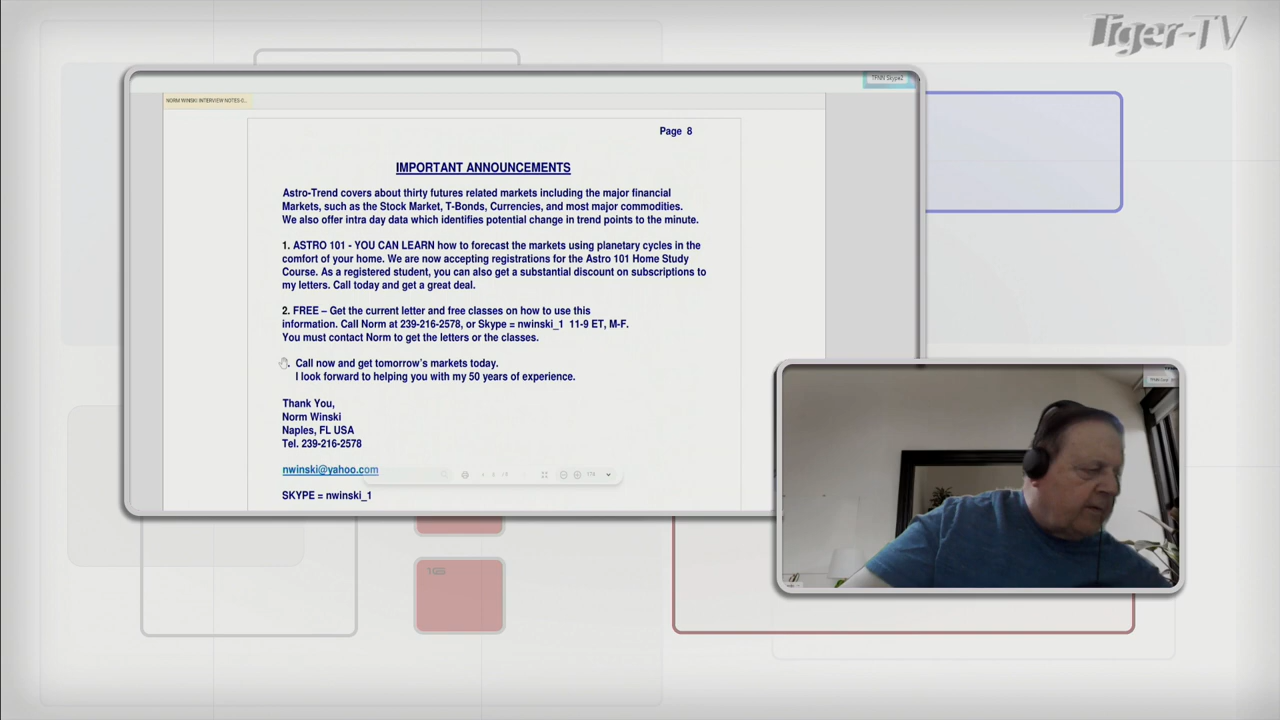 Tiger-TV
TFNN Skype2
NORM WINSKI INTERVIEW NOTES-0...
Page 8
IMPORTANT ANNOUNCEMENTS
Astro-Trend covers about thirty futures related markets including the major financial
Markets, such as the Stock Market, T-Bonds, Currencies, and most major commodities.
We also offer intra day data which identifies potential change in trend points to the minute.
1. ASTRO 101 - YOU CAN LEARN how to forecast the markets using planetary cycles in the
comfort of your home. We are now accepting registrations for the Astro 101 Home Study
Course. As a registered student, you can also get a substantial discount on subscriptions to
my letters. Call today and get a great deal.
2. FREE – Get the current letter and free classes on how to use this
information. Call Norm at 239-216-2578, or Skype = nwinski_1 11-9 ET, M-F.
You must contact Norm to get the letters or the classes.
Call now and get tomorrow's markets today.
I look forward to helping you with my 50 years of experience.
Thank You,
Norm Winski
Naples, FL USA
Tel. 239-216-2578
nwinski@yahoo.com
SKYPE = nwinski_1